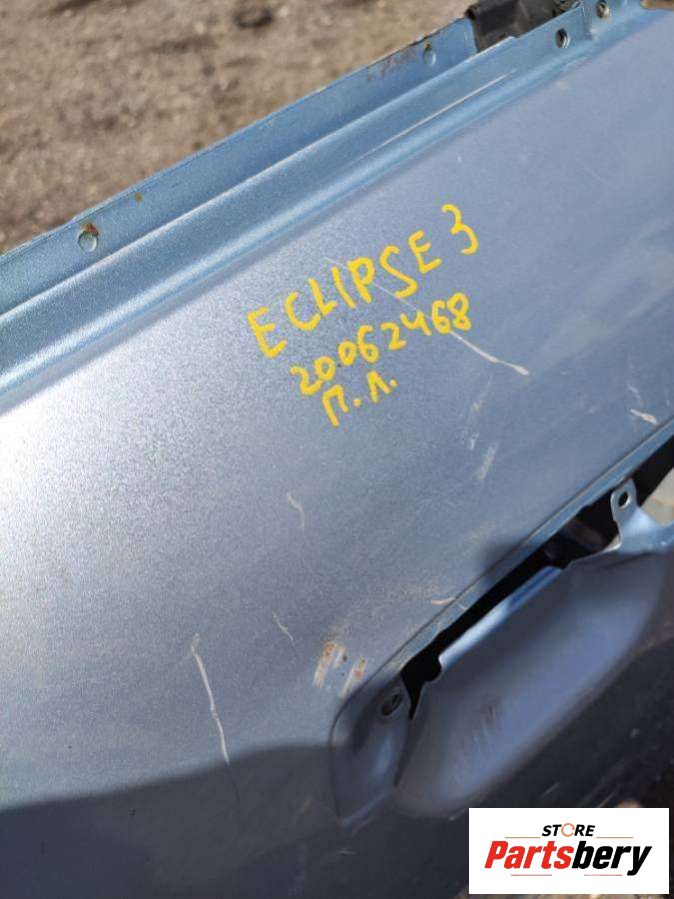 ECLIPSE 3
20062468
П.Л.
STORE
Partsbery